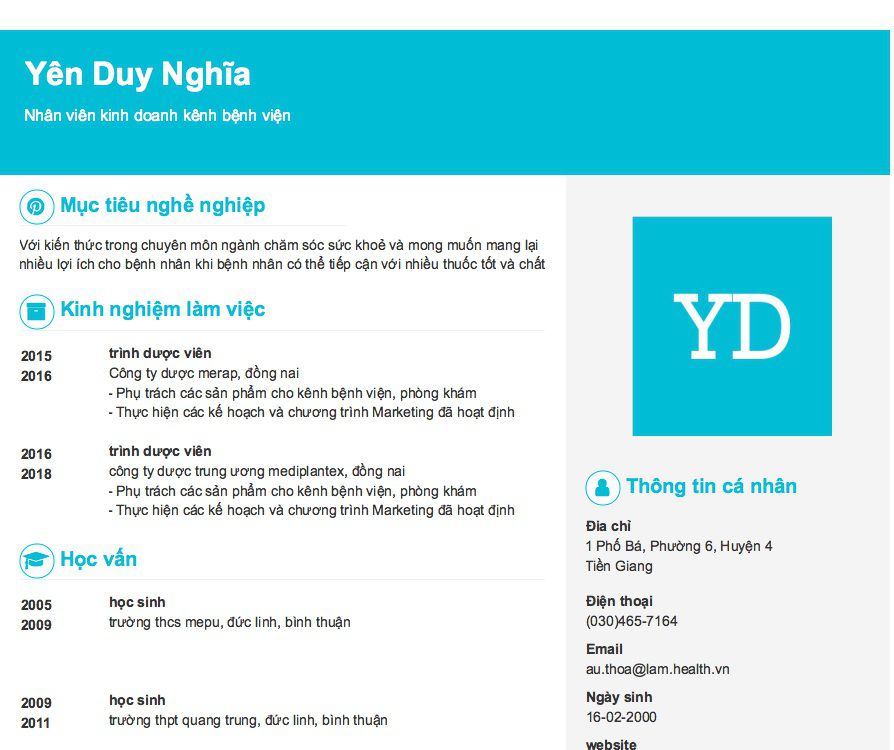 Yên Duy Nghĩa
Nhân viên kinh doanh kênh bệnh viện
Mục tiêu nghề nghiệp
Với kiến thức trong chuyên môn ngành chăm sóc sức khoẻ và mong muốn mang lại
nhiều lợi ích cho bệnh nhân khi bệnh nhân có thể tiếp cận với nhiều thuốc tốt và chất
Kinh nghiệm làm việc
2015
2016
trình dược viên
Công ty dược merap, đồng nai
- Phụ trách các sản phẩm cho kênh bệnh viện, phòng khám
- Thực hiện các kế hoạch và chương trình Marketing đã hoạt định
2016
2018
trình dược viên
công ty dược trung ương mediplantex, đồng nai
- Phụ trách các sản phẩm cho kênh bệnh viện, phòng khám
- Thực hiện các kế hoạch và chương trình Marketing đã hoạt định
Học vấn
2005
2009
học sinh
trường thcs mepu, đức linh, bình thuận
2009
2011
học sinh
trường thpt quang trung, đức linh, bình thuận
YD
Thông tin cá nhân
Đia chỉ
1 Phố Bá, Phường 6, Huyện 4
Tiền Giang
Điện thoại
(030)465-7164
Email
au.thoa@lam.health.vn
Ngày sinh
16-02-2000
website